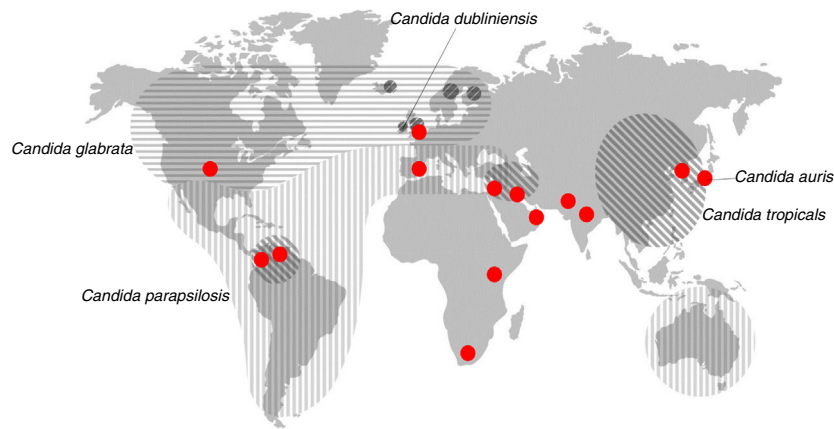 Candida dubliniensis
Candida glabrata
Candida auris
Candida tropicals
Candida parapsilosis